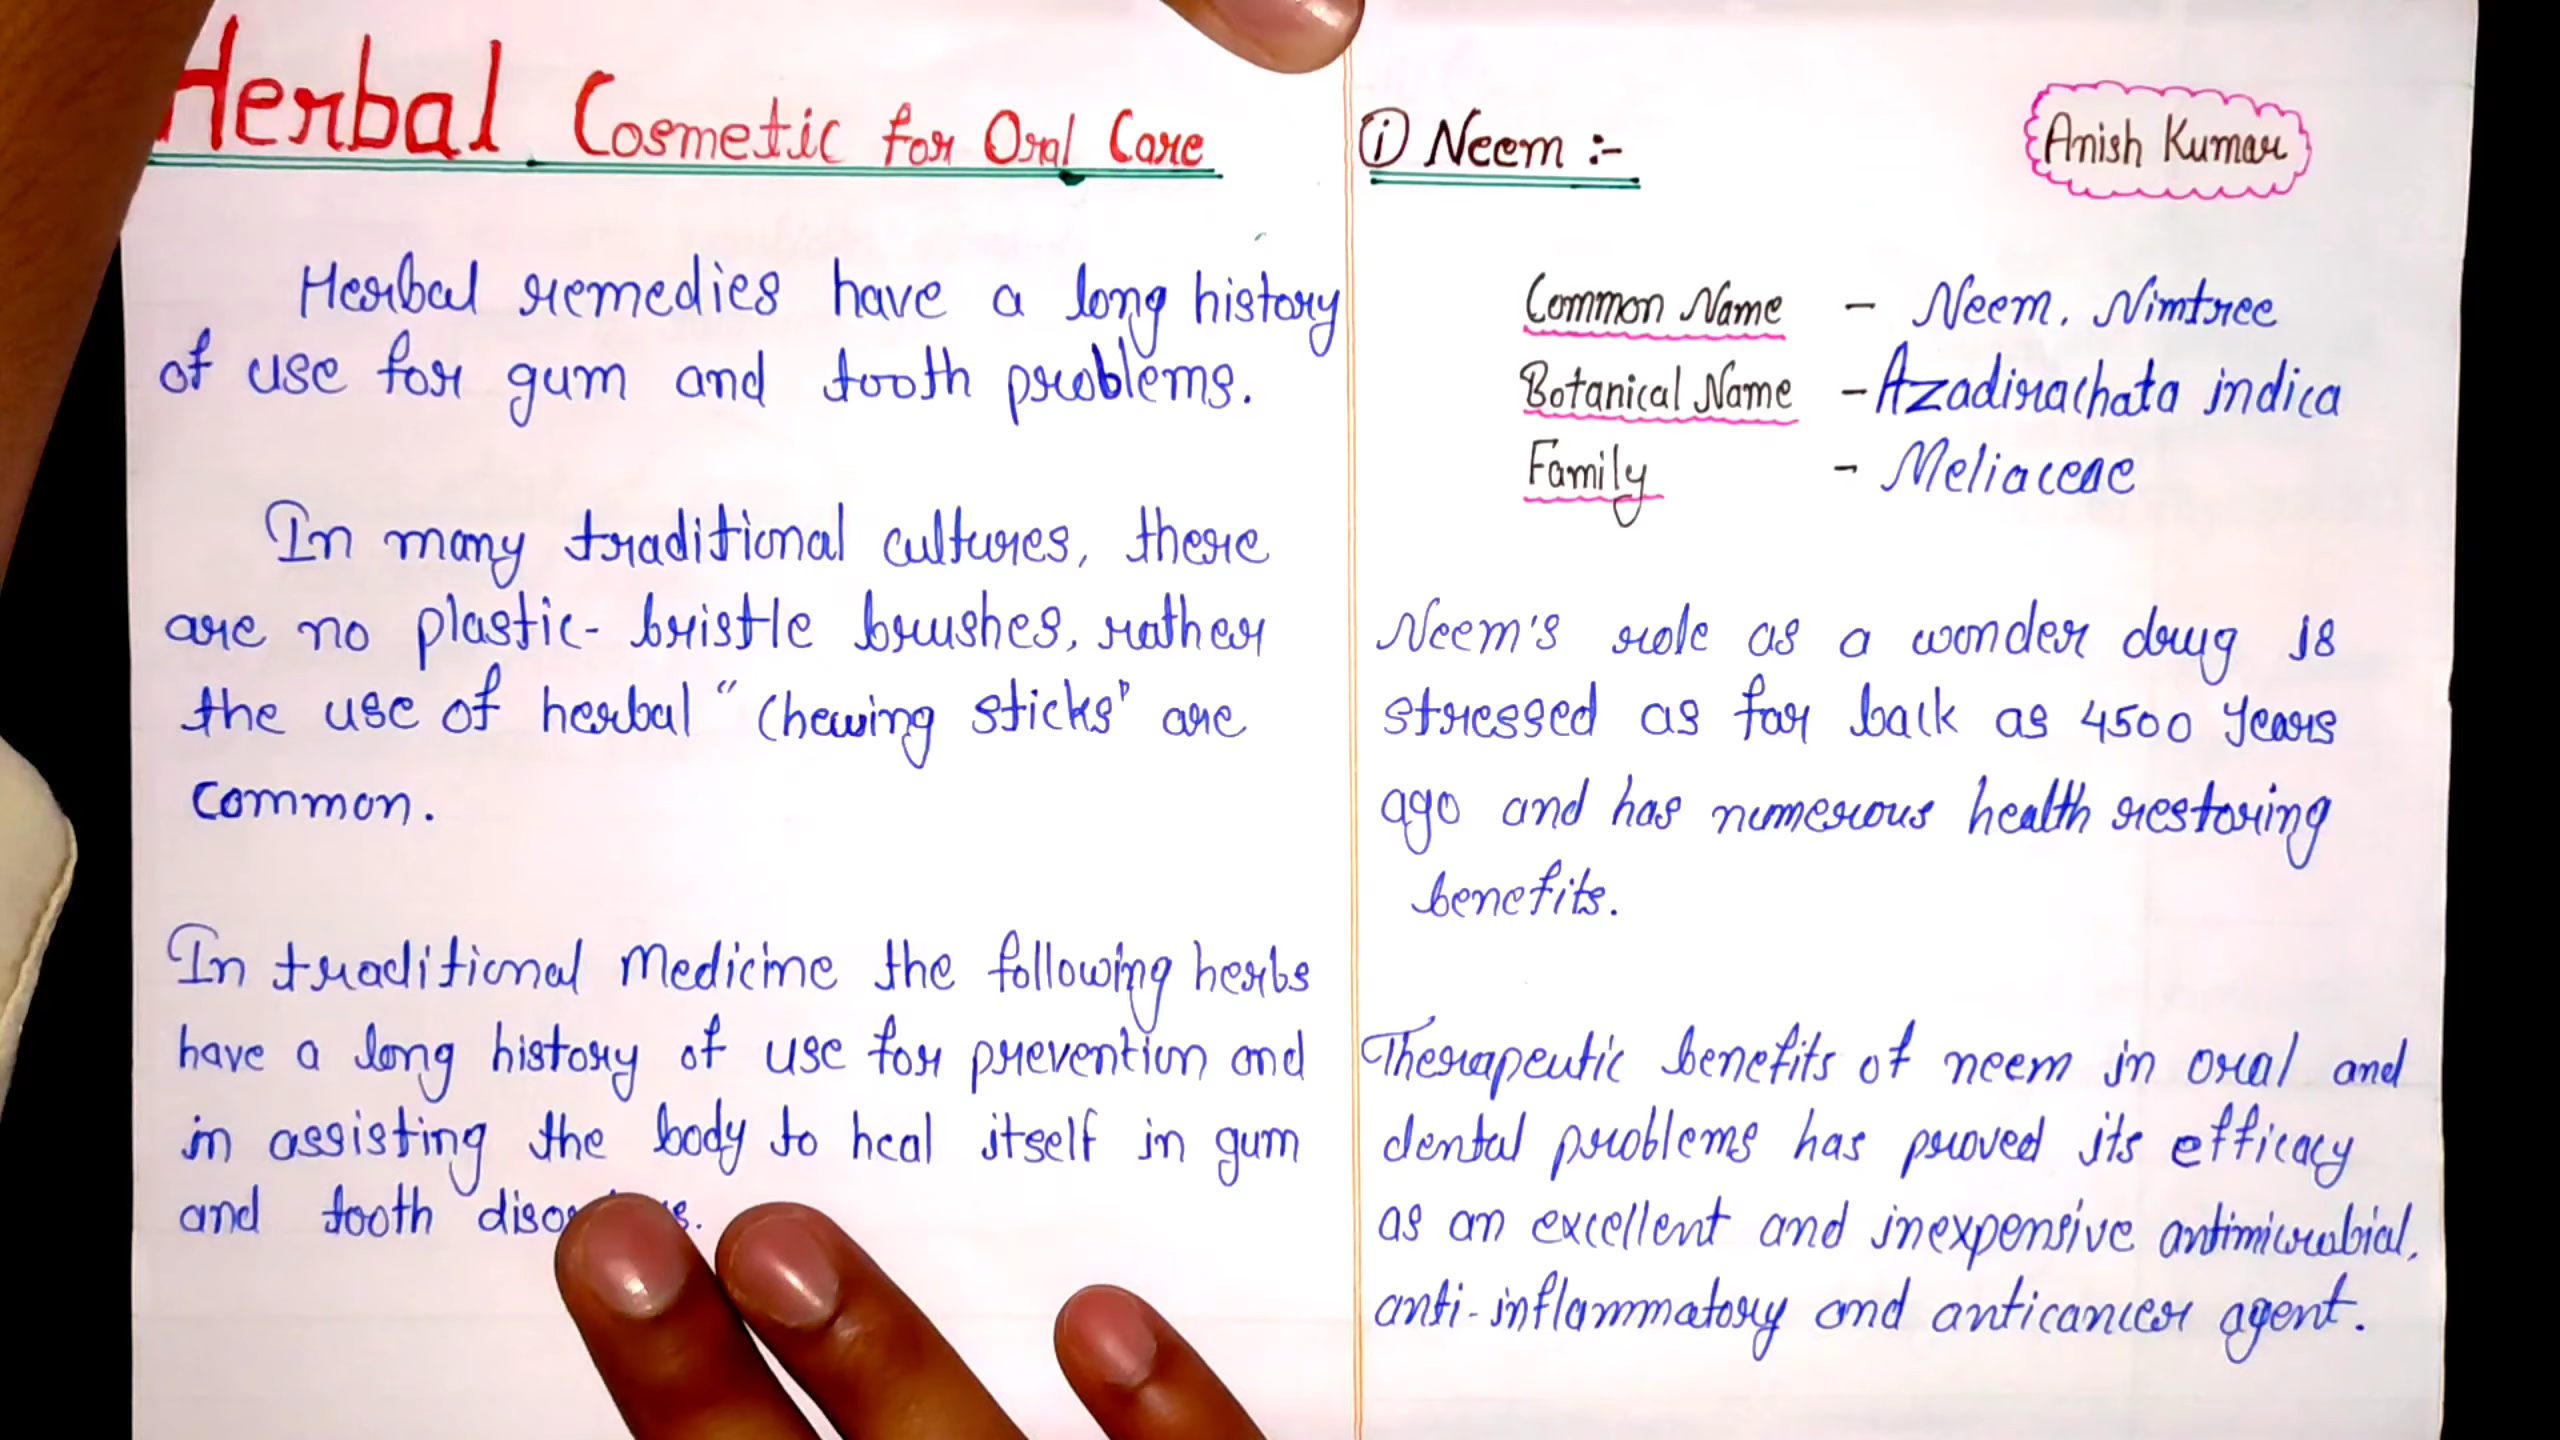 Herbal Cosmetic for Oral Care
Herbal remedies have a long history
of use for gum and tooth problems.
In many traditional cultures, there
are no plastic-bristle brushes, rather
the use of herbal "Chewing sticks" are
common.
In traditional Medicine the following herbs
have a long history of use for prevention and
in assisting the body to heal itself in gum
and tooth
i Neem :-
Anish Kumar
Common Name - Neem, Nimtree
Botanical Name - Azadirachata indica
Family - Meliaceae
Neem's role as a wonder drug is
stressed as far back as 4500 years
ago and has numerous health restoring
benefits.
Therapeutic benefits of neem in oral and
dental problems has proved its efficacy
as an excellent and inexpensive antimicrobial,
anti-inflammatory and anticancer agent.